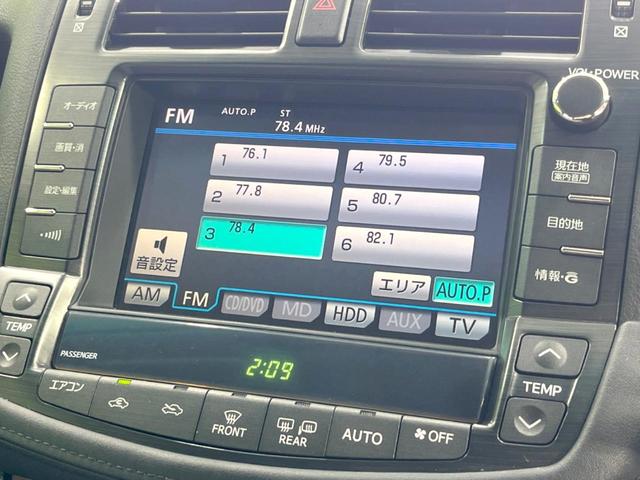 VOL·POWER
オーディオ
画質・消
設定・編集
FM AUTO.P ST
78.4 MHz
1 76.1
2 77.8
3 78.4
4 79.5
5 80.7
6 82.1
音設定
エリア
AUTO.P
AM FM CD/DVD MD HDD AUX TV
現在地
案内音声
目的地
情報・G
TEMP
PASSENGER
2:09
TEMP
エアコン
FRONT
REAR
AUTO
OFF